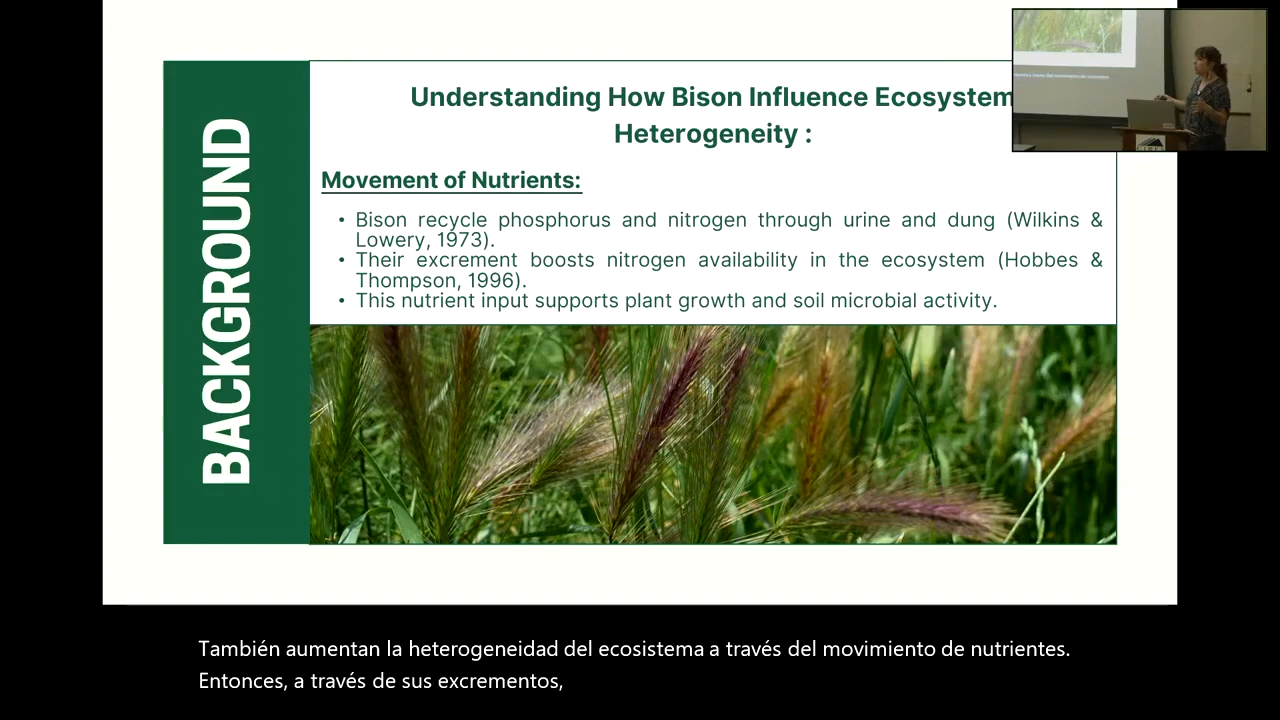 BACKGROUND
Understanding How Bison Influence Ecosystem
Heterogeneity :
Movement of Nutrients:
• Bison recycle phosphorus and nitrogen through urine and dung (Wilkins &
Lowery, 1973).
• Their excrement boosts nitrogen availability in the ecosystem (Hobbes &
Thompson, 1996).
• This nutrient input supports plant growth and soil microbial activity.
También aumentan la heterogeneidad del ecosistema a través del movimiento de nutrientes.
Entonces, a través de sus excrementos,